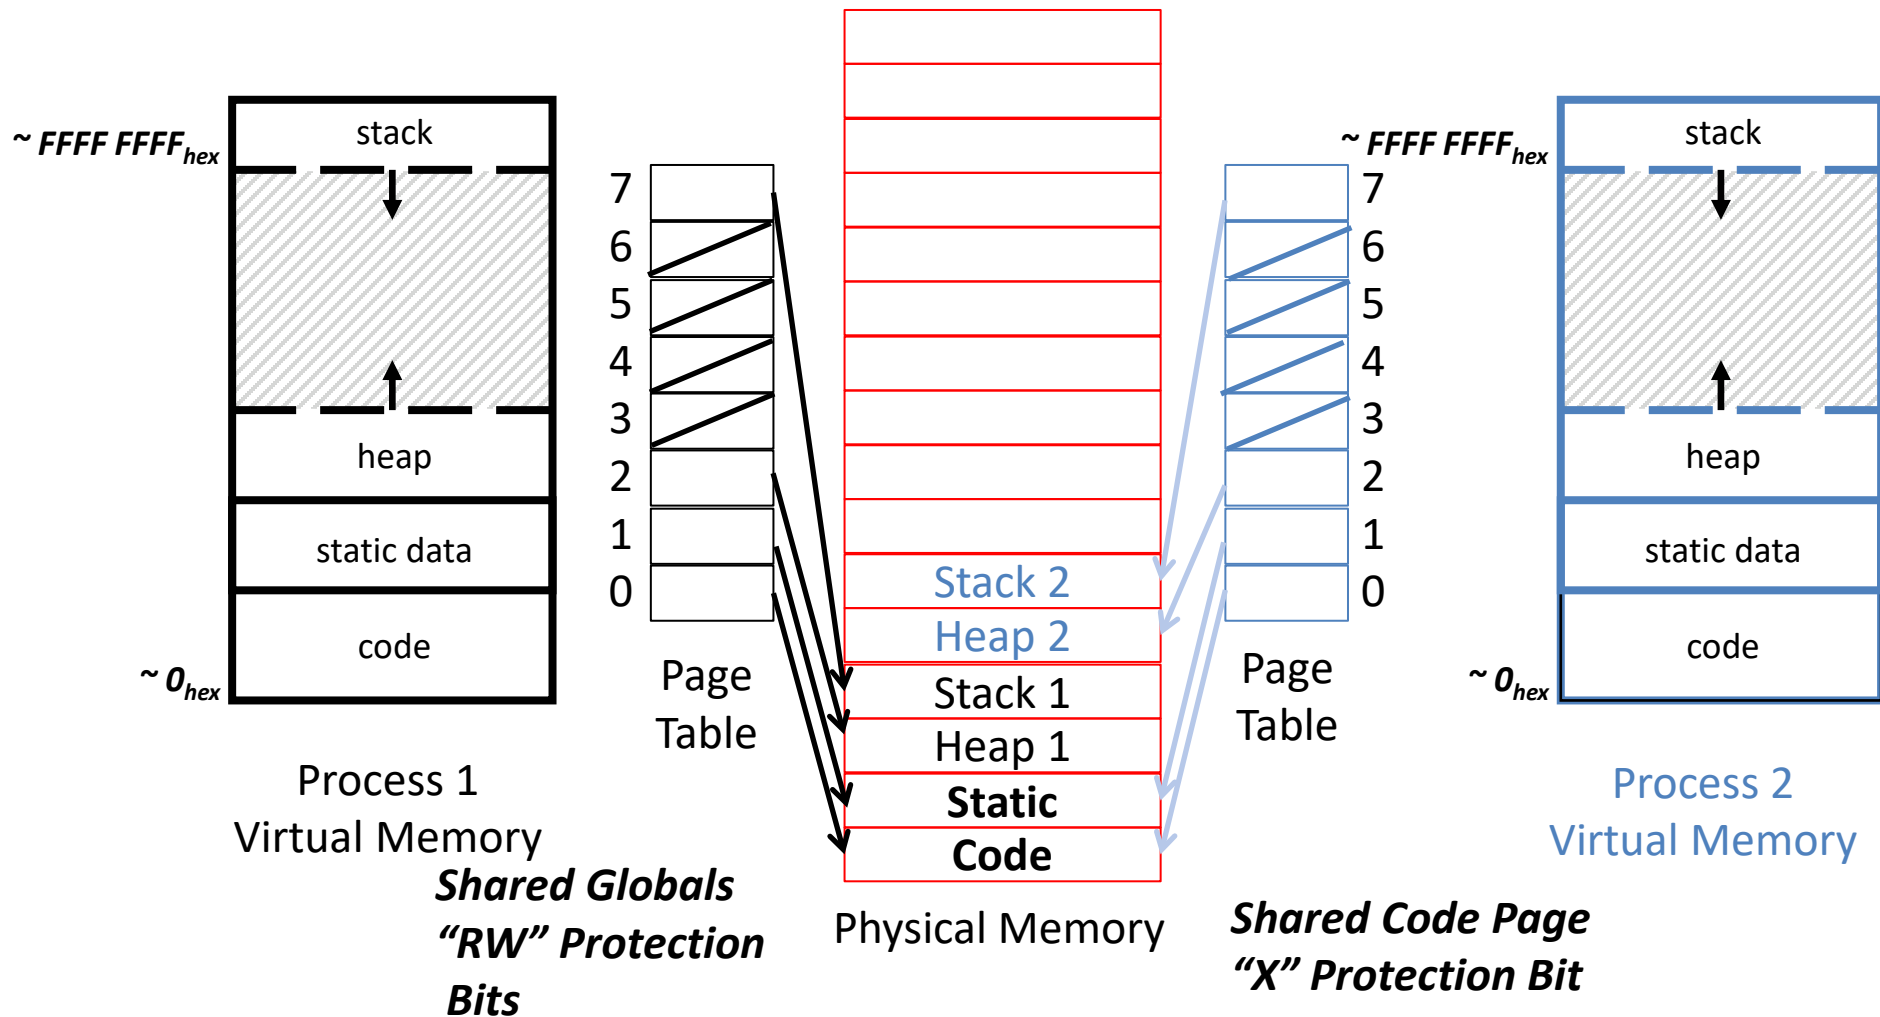 ~ FFFF FFFFhex
stack
heap
static data
code
~ 0hex
Process 1
Virtual Memory
7
6
5
4
3
2
1
0
Page
Table
Shared Globals
“RW” Protection
Bits
Stack 2
Heap 2
Stack 1
Heap 1
Static
Code
Physical Memory
7
6
5
4
3
2
1
0
Page
Table
Shared Code Page
“X” Protection Bit
~ FFFF FFFFhex
stack
heap
static data
code
~ 0hex
Process 2
Virtual Memory